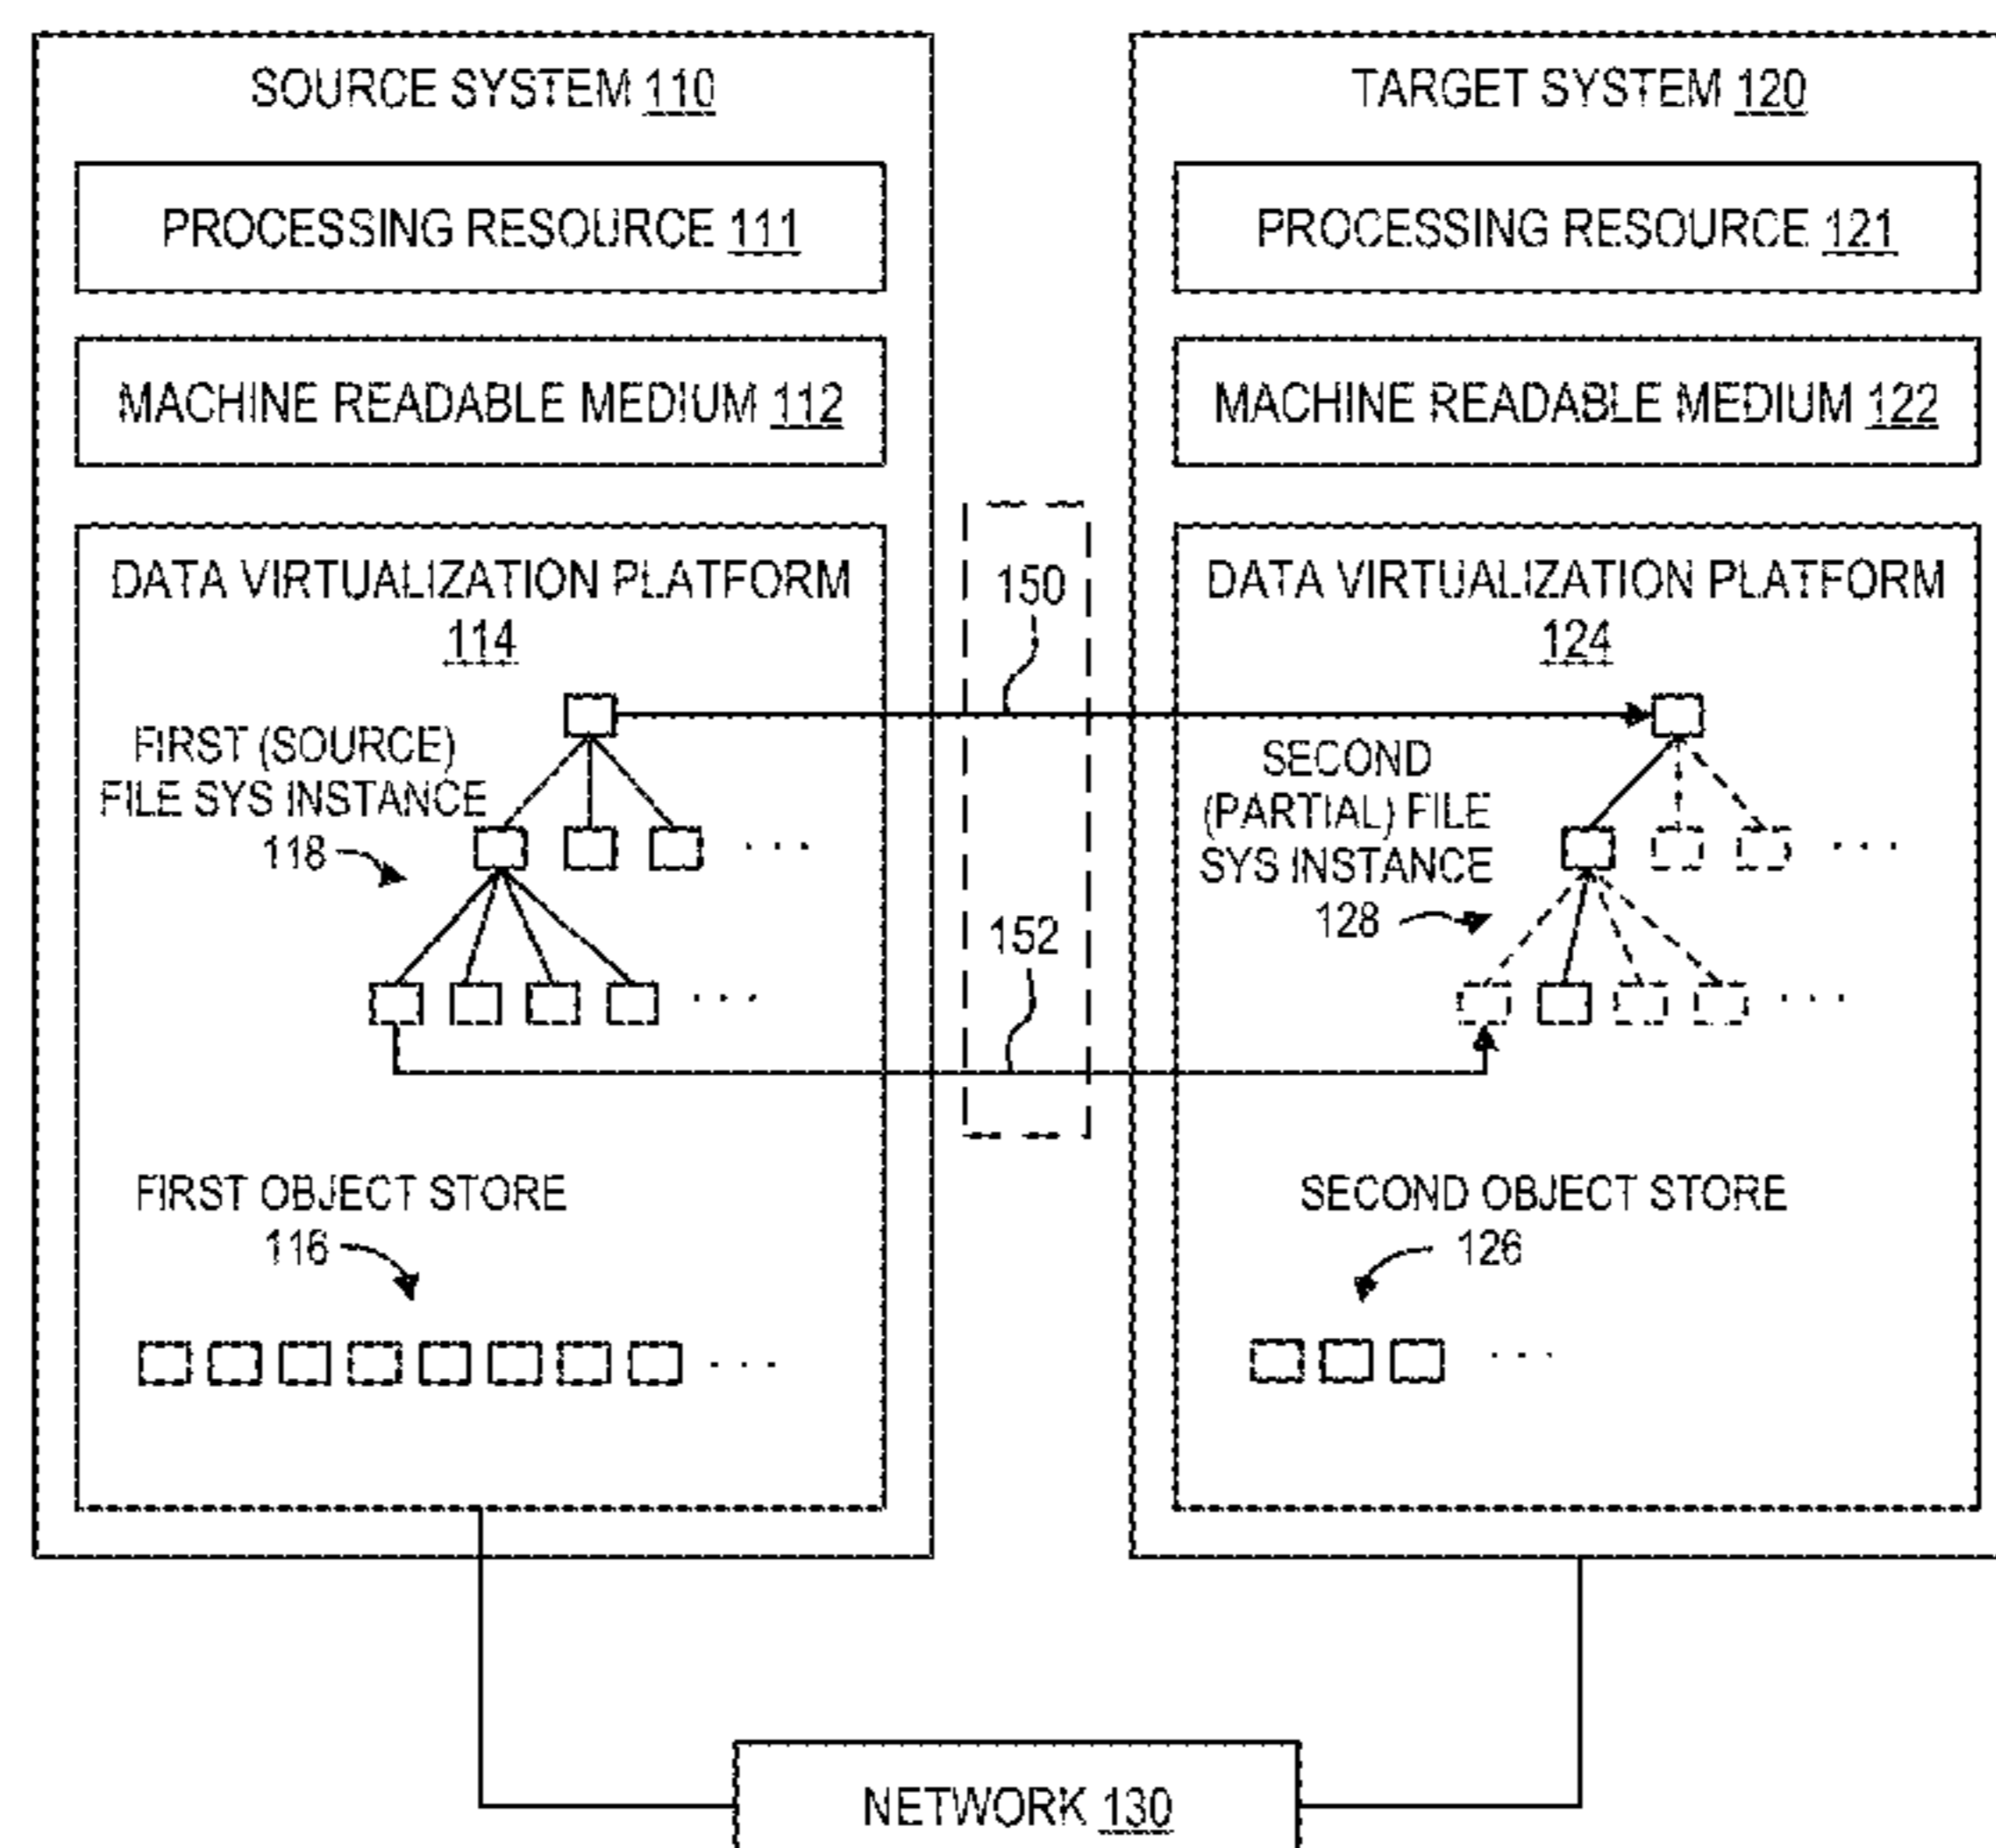 SOURCE SYSTEM 110
PROCESSING RESOURCE 111
MACHINE READABLE MEDIUM 112
DATA VIRTUALIZATION PLATFORM
114
FIRST (SOURCE)
FILE SYS INSTANCE
118
FIRST OBJECT STORE
116
150
152
TARGET SYSTEM 120
PROCESSING RESOURCE 121
MACHINE READABLE MEDIUM 122
DATA VIRTUALIZATION PLATFORM
124
SECOND
(PARTIAL) FILE
SYS INSTANCE
128
SECOND OBJECT STORE
126
NETWORK 130